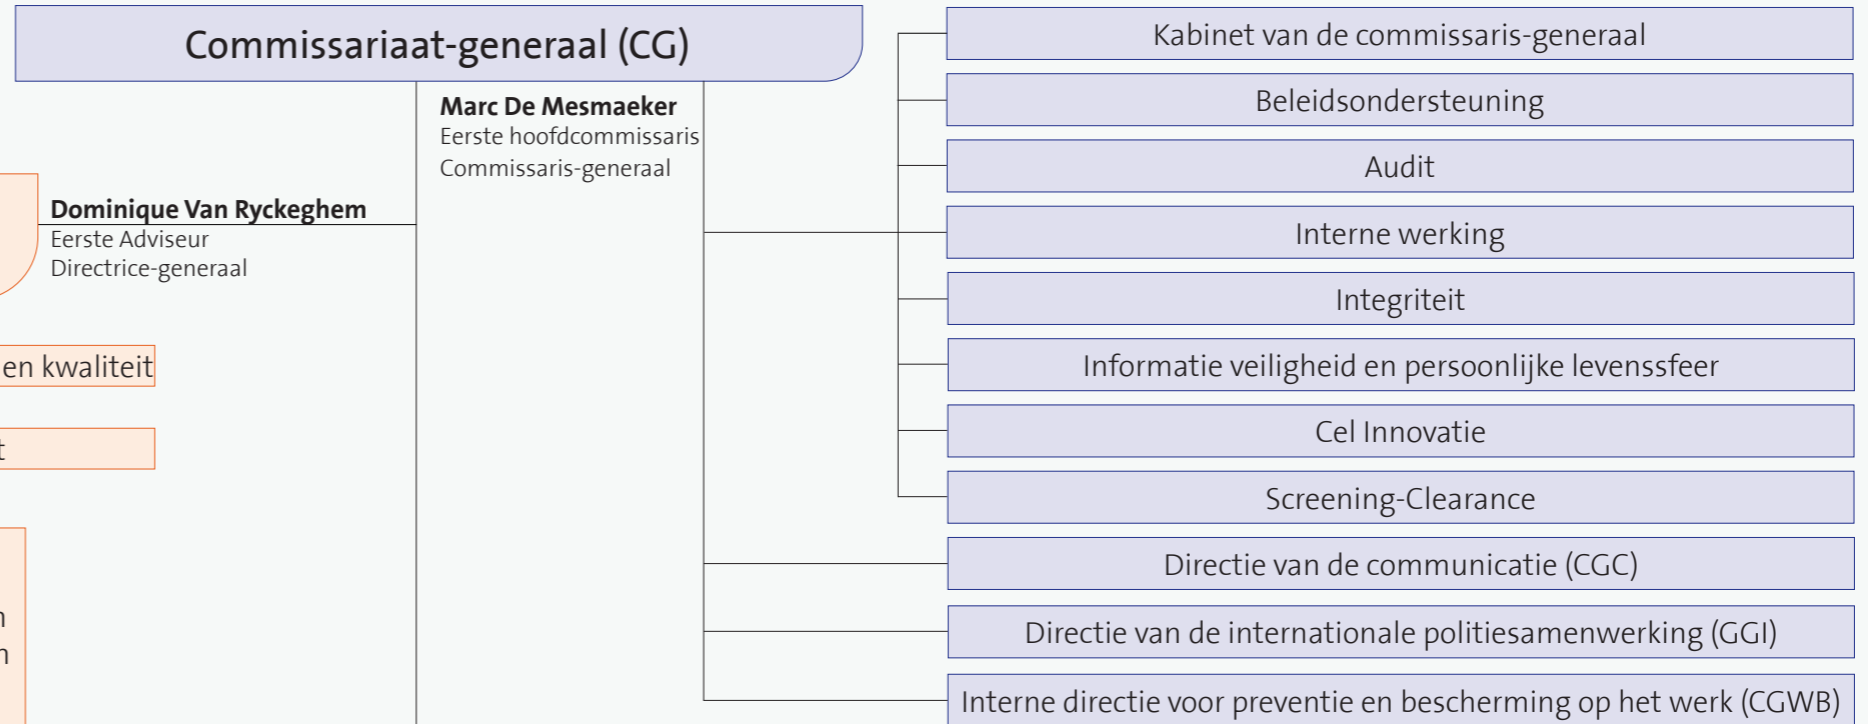 Commissariaat-generaal (CG)
Marc De Mesmaeker
Eerste hoofdcommissaris
Commissaris-generaal
Dominique Van Ryckeghem
Eerste Adviseur
Directrice-generaal
en kwaliteit
t
n
n
Kabinet van de commissaris-generaal
Beleidsondersteuning
Audit
Interne werking
Integriteit
Informatie veiligheid en persoonlijke levenssfeer
Cel Innovatie
Screening-Clearance
Directie van de communicatie (CGC)
Directie van de internationale politiesamenwerking (GGI)
Interne directie voor preventie en bescherming op het werk (CGWB)